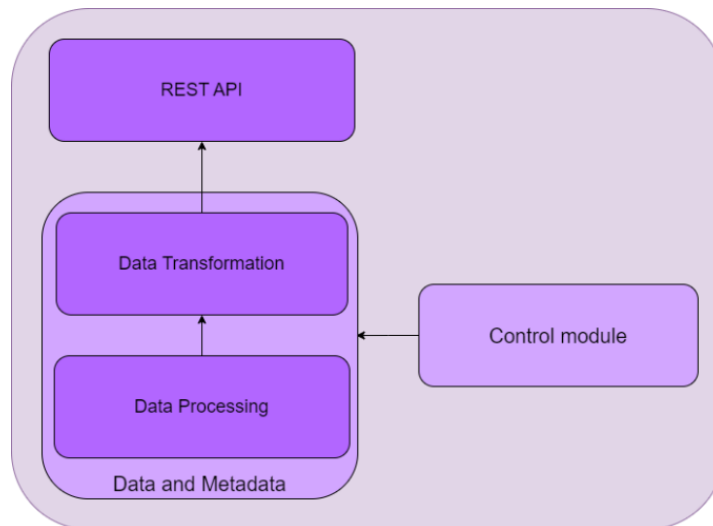 REST API
Data Transformation
Control module
Data Processing
Data and Metadata